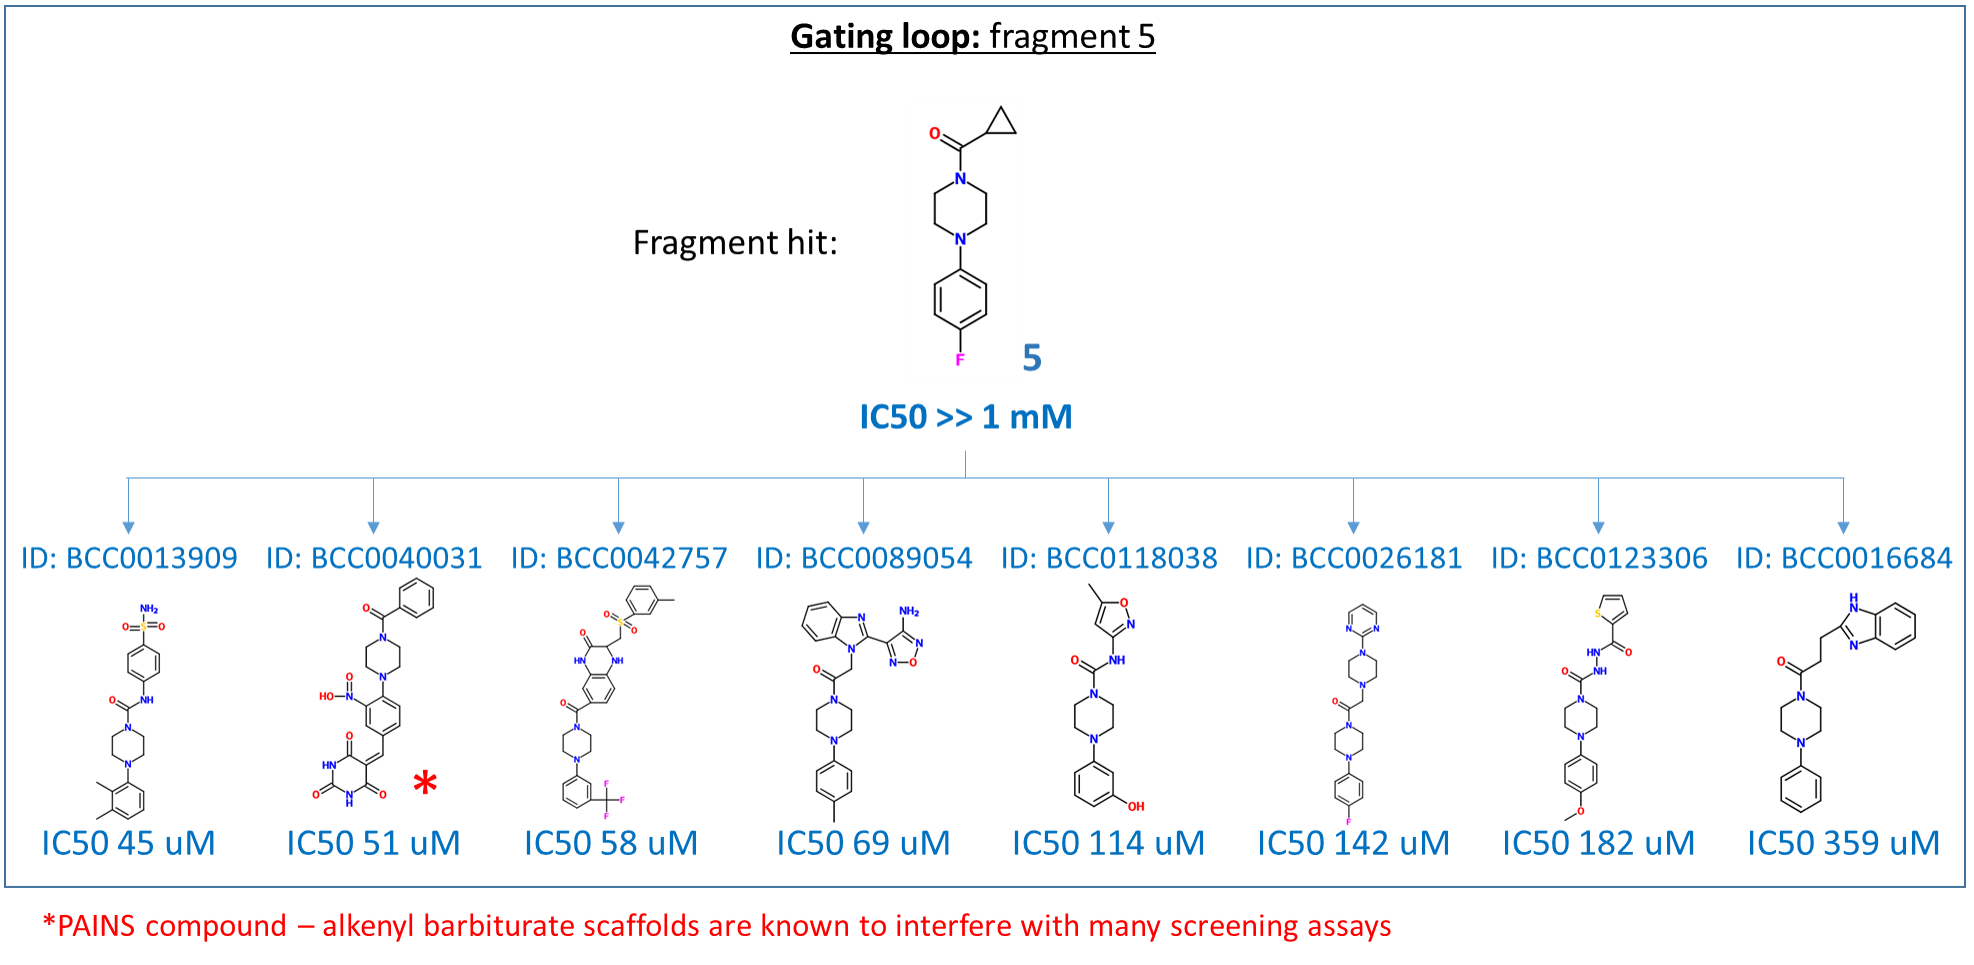 Gating loop: fragment 5
O
N
Fragment hit:
N
F
5
IC50 >> 1 mM
ID: BCC0013909 ID: BCC0040031 ID: BCC0042757 ID: BCC0089054 ID: BCC0118038 ID: BCC0026181 ID: BCC0123306 ID: BCC0016684
NH2
O S O
O NH
N
N
O
N
N
O
HO N
O
HN
O N O
H
*
O S O
O
HN NH
O
N
N
F
F
F
N NH2
N N
N O
O
N
N
O
N
O NH
N
N
OH
N N
N
N
O
N
N
F
S
HN O
O NH
N
N
O
H
N
N
O
N
N
IC50 45 uM IC50 51 uM IC50 58 uM IC50 69 uM IC50 114 uM IC50 142 uM IC50 182 uM IC50 359 uM
*PAINS compound – alkenyl barbiturate scaffolds are known to interfere with many screening assays